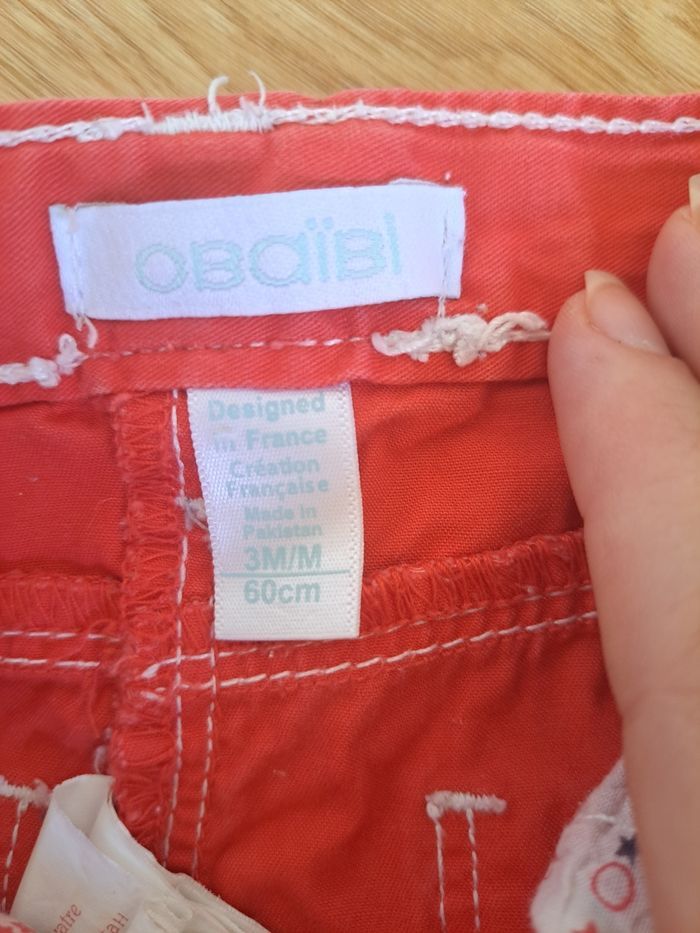 obaïbi
Designed
in France
Création
Française
Made in
Pakistan
3M/M
60cm